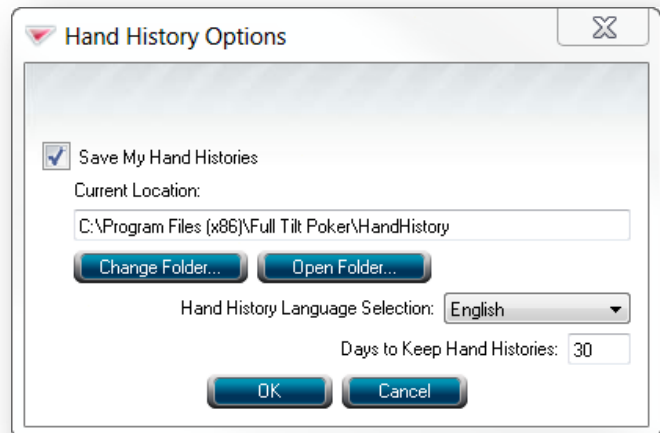 Hand History Options
Save My Hand Histories
Current Location:
C:\Program Files (x86)\Full Tilt Poker\HandHistory
Change Folder... Open Folder...
Hand History Language Selection: English
Days to Keep Hand Histories: 30
OK Cancel